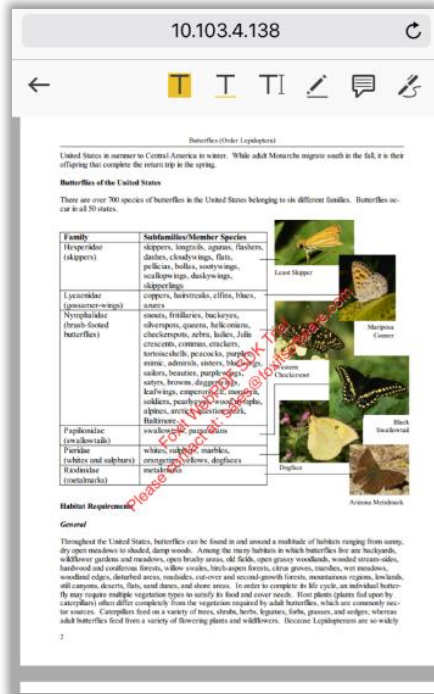 10.103.4.138
T T TI
Butterflies (Order Lepidoptera)
United States in summer to Central America in winter. While adult Monarchs migrate south in the fall, it is their
offspring that complete the return trip in the spring.
Butterflies of the United States
There are over 700 species of butterflies in the United States belonging to six different families. Butterflies oc-
cur in all 50 states.
Family Subfamilies/Member Species
Hesperiidae skippers, longtails, agunas, flashers,
(skippers) dashes, cloudywings, flats,
pellicias, bollas, sootywings,
scallopwings, duskywings,
skipperlings
Lycaenidae coppers, hairstreaks, elfins, blues,
(gossamer-wings) azures
Nymphalidae snouts, fritillaries, buckeyes,
(brush-footed silverspots, queens, heliconians,
butterflies) checkerspots, zebra, ladies, Julia
crescents, commas, crackers,
tortoiseshells, peacocks, purples,
mimic, admirals, sisters,
sailors, beauties, purplewings,
satyrs, browns,
leafwings,
soldiers,
alpines,
Baltimore
Papilionidae swallowtails,
(swallowtails)
Pieridae whites, marbles,
(whites and sulphurs) dogfaces
Riodinidae metalmarks
(metalmarks)
Least Skipper
Mariposa
Copper
Western
Checkerspot
Black
Swallowtail
Dogface
Arizona Metalmark
Foxit WebPDF SDK
Please contact at:
Habitat Requirements
General
Throughout the United States, butterflies can be found in and around a multitude of habitats ranging from sunny,
dry open meadows to shaded, damp woods. Among the many habitats in which butterflies live are backyards,
wildflower gardens and meadows, open brushy areas, old fields, open grassy woodlands, wooded stream-sides,
hardwood and coniferous forests, willow swales, birch-aspen forests, citrus groves, marshes, wet meadows,
woodland edges, disturbed areas, roadsides, cut-over and second-growth forests, mountainous regions, lowlands,
still canyons, deserts, flats, sand dunes, and shore areas. In order to complete its life cycle, an individual butter-
fly may require multiple vegetation types to satisfy its food and cover needs. Host plants (plants fed upon by
caterpillars) often differ completely from the vegetation required by adult butterflies, which are commonly nec-
tar sources. Caterpillars feed on a variety of trees, shrubs, herbs, legumes, forbs, grasses, and sedges; whereas
adult butterflies feed from a variety of flowering plants and wildflowers. Because Lepidopterans are so widely
2